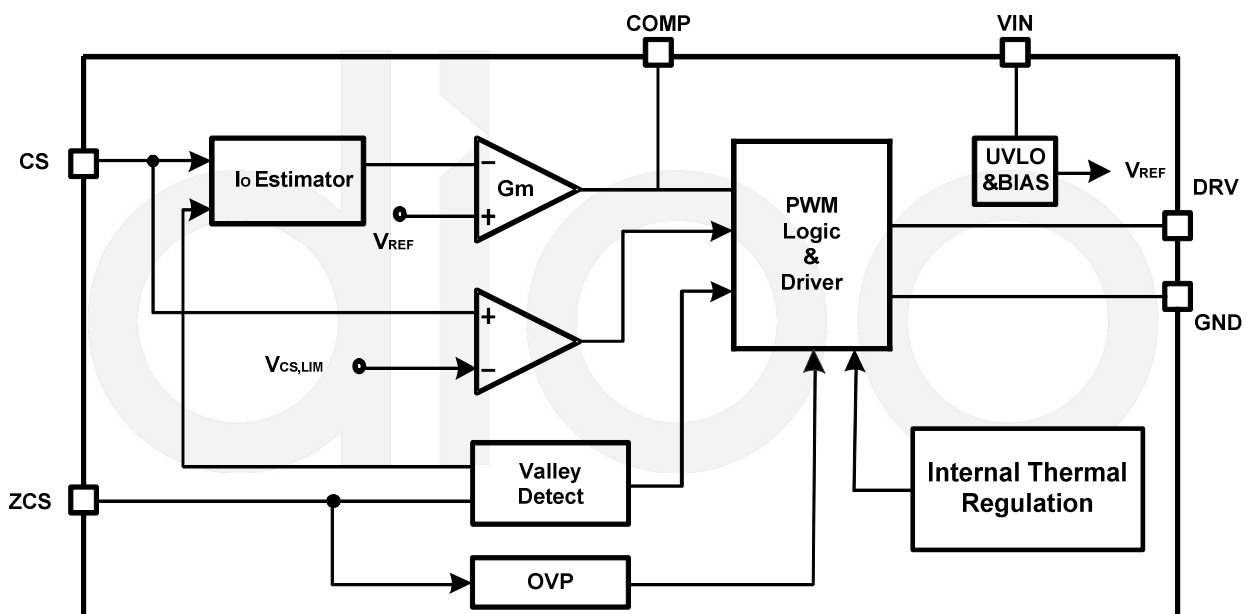 COMP
VIN
CS
IO Estimator
−
Gm
+
VREF
PWM
Logic
&
Driver
UVLO
&BIAS
VREF
DRV
GND
+
VCS,LIM
−
ZCS
Valley
Detect
OVP
Internal Thermal
Regulation
dioo